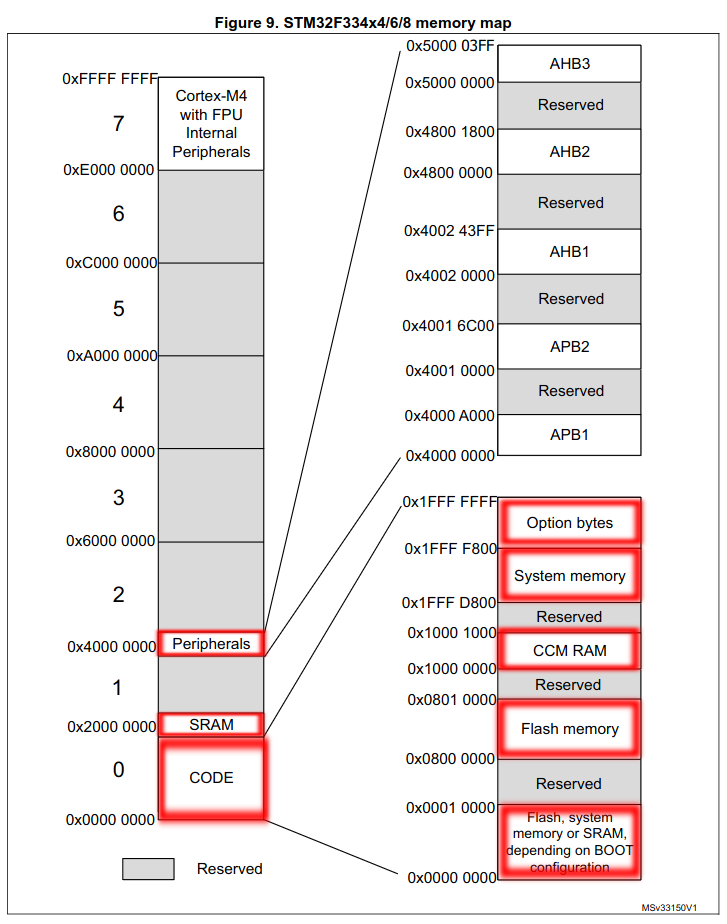 Figure 9. STM32F334x4/6/8 memory map
0xFFFF FFFF
Cortex-M4
with FPU
Internal
Peripherals
7
0xE000 0000
6
0xC000 0000
5
0xA000 0000
4
0x8000 0000
3
0x6000 0000
2
Peripherals
0x4000 0000
1
0x2000 0000
SRAM
0
CODE
0x0000 0000
Reserved
0x5000 03FF
AHB3
0x5000 0000
Reserved
0x4800 1800
AHB2
0x4800 0000
Reserved
0x4002 43FF
AHB1
0x4002 0000
Reserved
0x4001 6C00
APB2
0x4001 0000
Reserved
0x4000 A000
APB1
0x4000 0000
0x1FFF FFFF
Option bytes
0x1FFF F800
System memory
0x1FFF D800
Reserved
0x1000 1000
CCM RAM
0x1000 0000
Reserved
0x0801 0000
Flash memory
0x0800 0000
Reserved
0x0001 0000
Flash, system
memory or SRAM,
depending on BOOT
configuration
0x0000 0000
MSv33150V1